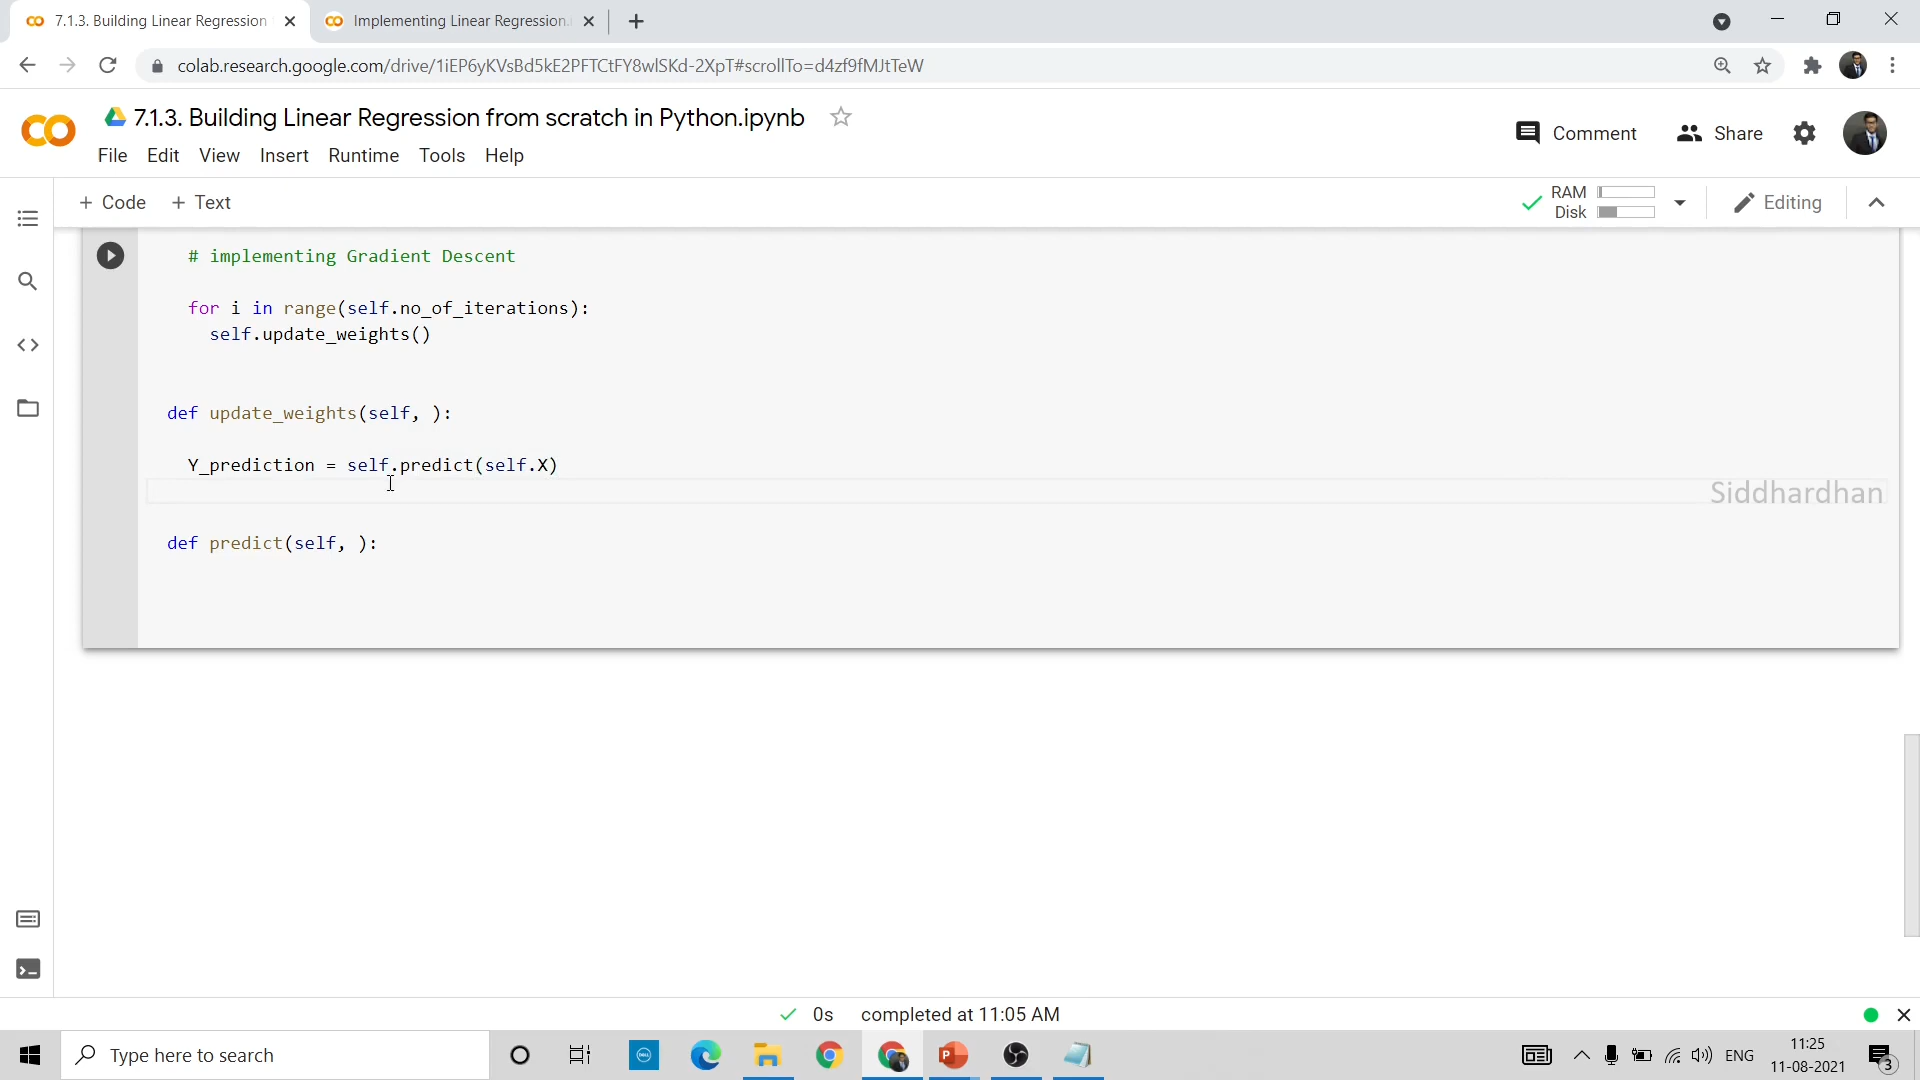 7.1.3. Building Linear Regression
Implementing Linear Regression.
colab.research.google.com/drive/1iEP6yKVsBd5kE2PFTCtFY8wlSKd-2XpT#scrollTo=d4zf9fMJtTeW
7.1.3. Building Linear Regression from scratch in Python.ipynb
Comment
Share
File Edit View Insert Runtime Tools Help
+ Code + Text
RAM
Disk
Editing
# implementing Gradient Descent
for i in range(self.no_of_iterations):
self.update_weights()
def update_weights(self, ):
Y_prediction = self.predict(self.X)
Siddhardhan
def predict(self, ):
0s completed at 11:05 AM
Type here to search
DELL
P
ENG
11:25
11-08-2021
3